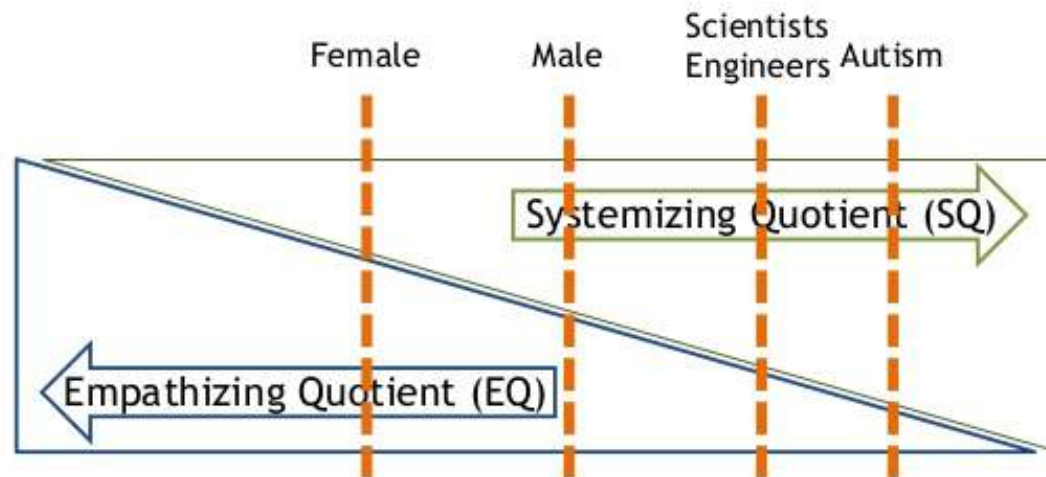 Scientists
Female Male Engineers Autism
Systemizing Quotient (SQ)
Empathizing Quotient (EQ)